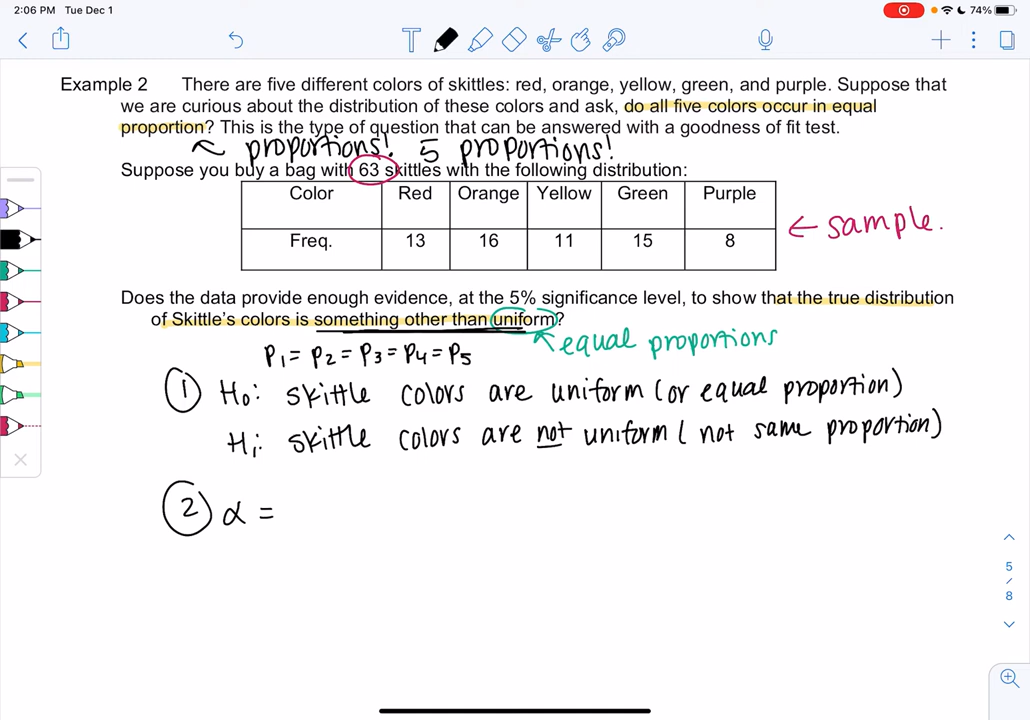 2:06 PM Tue Dec 1
74%
T
Example 2 There are five different colors of skittles: red, orange, yellow, green, and purple. Suppose that
we are curious about the distribution of these colors and ask, do all five colors occur in equal
proportion? This is the type of question that can be answered with a goodness of fit test.
proportions! 5 proportions!
Suppose you buy a bag with 63 skittles with the following distribution:
Color Red Orange Yellow Green Purple
Freq. 13 16 11 15 8
← sample.
Does the data provide enough evidence, at the 5% significance level, to show that the true distribution
of Skittle's colors is something other than uniform?
equal proportions
P1 = P2 = P3 = P4 = P5
1 H0: skittle colors are uniform (or equal proportion)
H1: skittle colors are not uniform (not same proportion)
2 α =
5
/
8